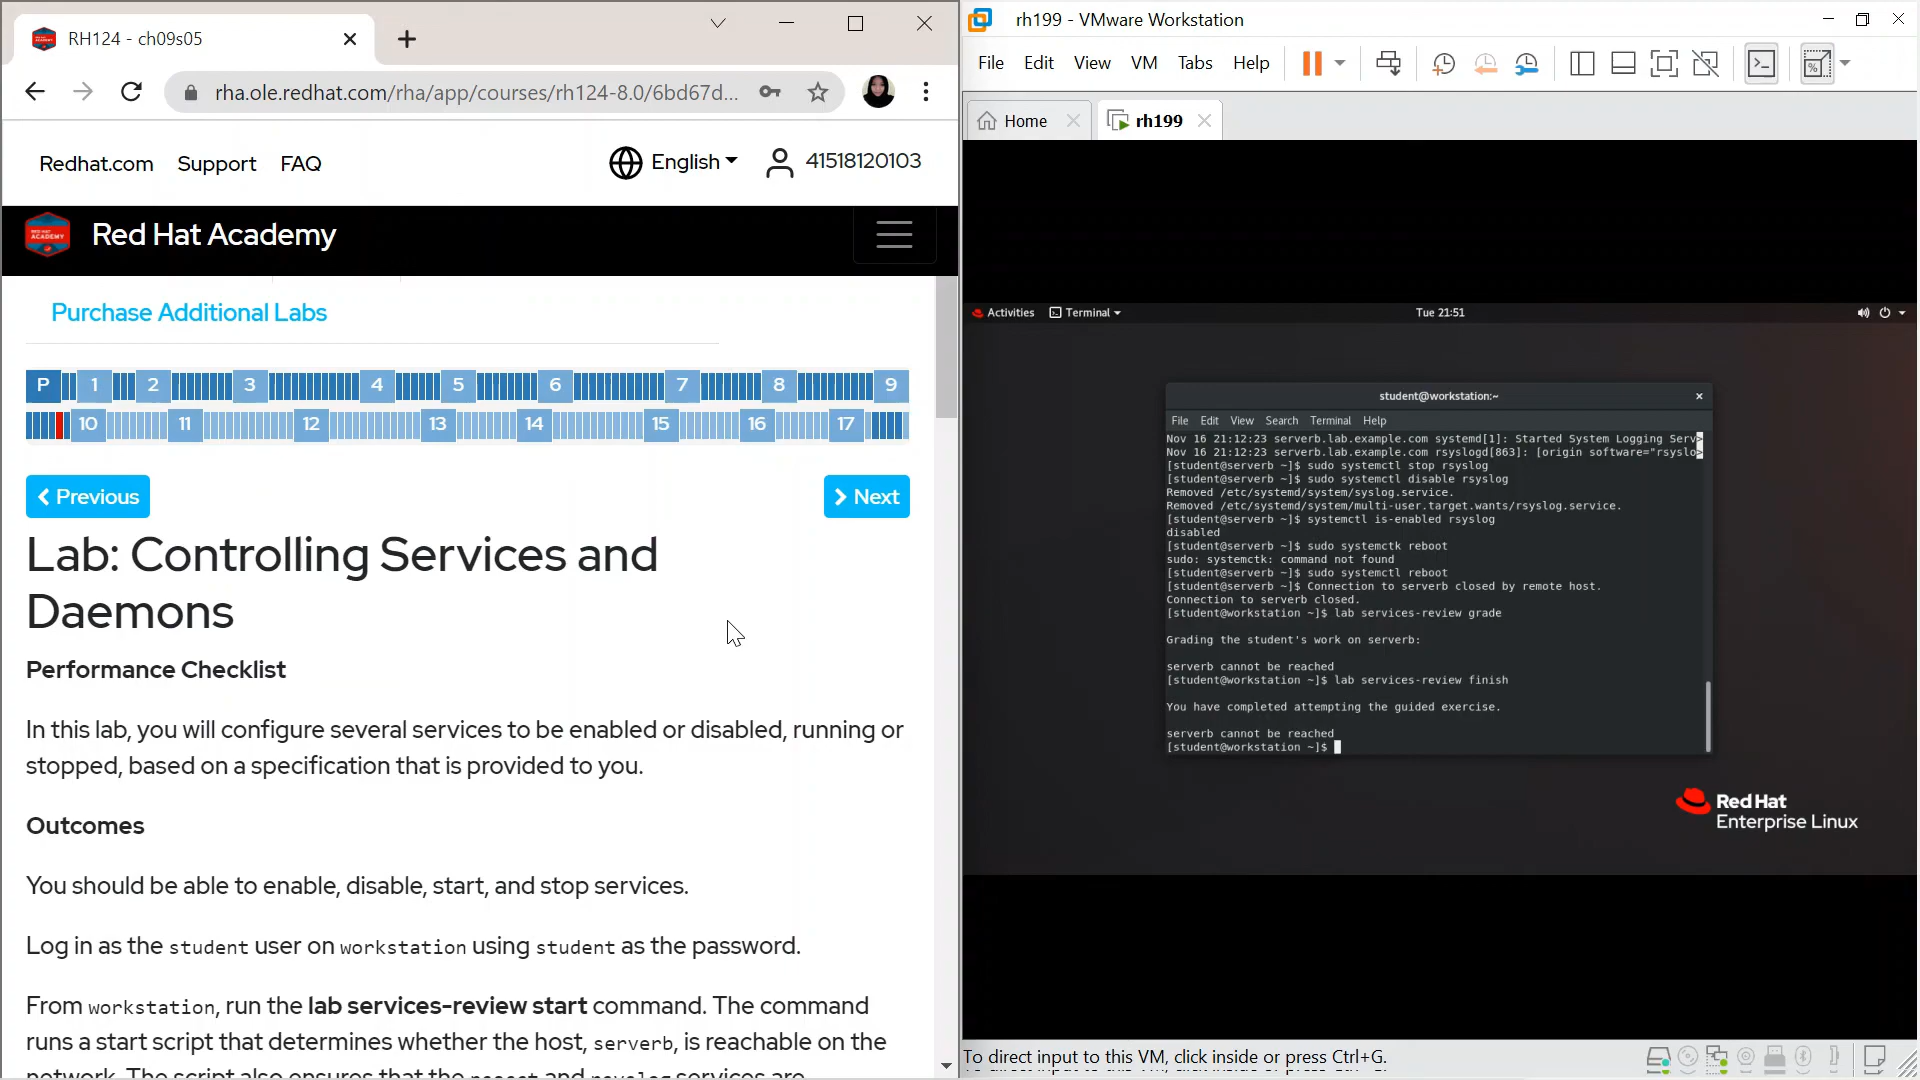 RH124 - ch09s05
rha.ole.redhat.com/rha/app/courses/rh124-8.0/6bd67d...
Redhat.com Support FAQ English 41518120103
RED HAT ACADEMY
Red Hat Academy
Purchase Additional Labs
P 1 2 3 4 5 6 7 8 9
10 11 12 13 14 15 16 17
Previous Next
Lab: Controlling Services and
Daemons
Performance Checklist
In this lab, you will configure several services to be enabled or disabled, running or
stopped, based on a specification that is provided to you.
Outcomes
You should be able to enable, disable, start, and stop services.
Log in as the student user on workstation using student as the password.
From workstation, run the lab services-review start command. The command
runs a start script that determines whether the host, serverb, is reachable on the
network. The script also ensures that the and services are
rh199 - VMware Workstation
File Edit View VM Tabs Help
Home rh199
Activities Terminal Tue 21:51
student@workstation:~
File Edit View Search Terminal Help
Nov 16 21:12:23 serverb.lab.example.com systemd[1]: Started System Logging Serv>
Nov 16 21:12:23 serverb.lab.example.com rsyslogd[863]: [origin software="rsyslo>
[student@serverb ~]$ sudo systemctl stop rsyslog
[student@serverb ~]$ sudo systemctl disable rsyslog
Removed /etc/systemd/system/syslog.service.
Removed /etc/systemd/system/multi-user.target.wants/rsyslog.service.
[student@serverb ~]$ systemctl is-enabled rsyslog
disabled
[student@serverb ~]$ sudo systemctk reboot
sudo: systemctk: command not found
[student@serverb ~]$ sudo systemctl reboot
[student@serverb ~]$ Connection to serverb closed by remote host.
Connection to serverb closed.
[student@workstation ~]$ lab services-review grade
Grading the student's work on serverb:
serverb cannot be reached
[student@workstation ~]$ lab services-review finish
You have completed attempting the guided exercise.
serverb cannot be reached
[student@workstation ~]$
Red Hat
Enterprise Linux
To direct input to this VM, click inside or press Ctrl+G.